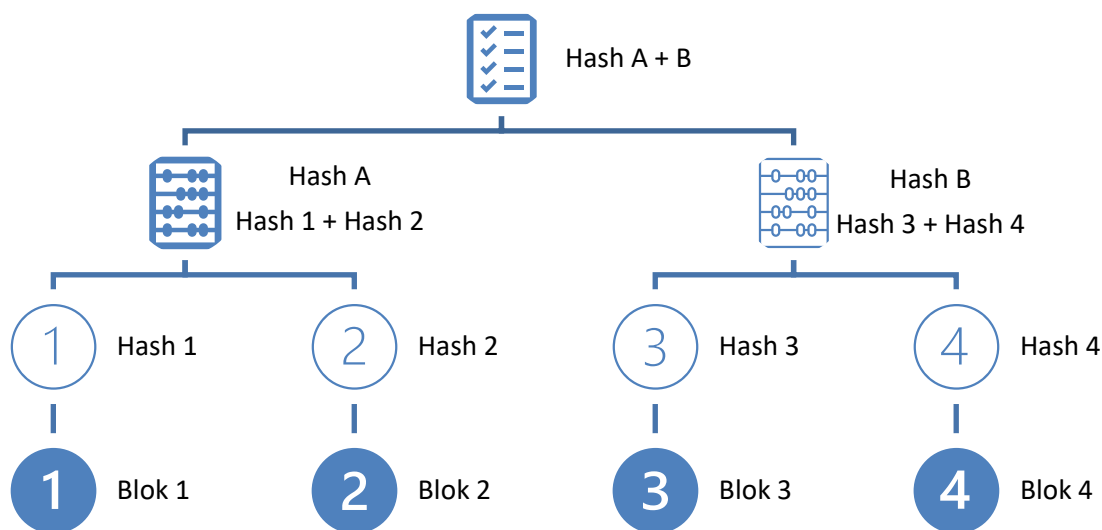 Hash A + B
Hash A
Hash 1 + Hash 2
Hash B
Hash 3 + Hash 4
1
Hash 1
2
Hash 2
3
Hash 3
4
Hash 4
1
Blok 1
2
Blok 2
3
Blok 3
4
Blok 4